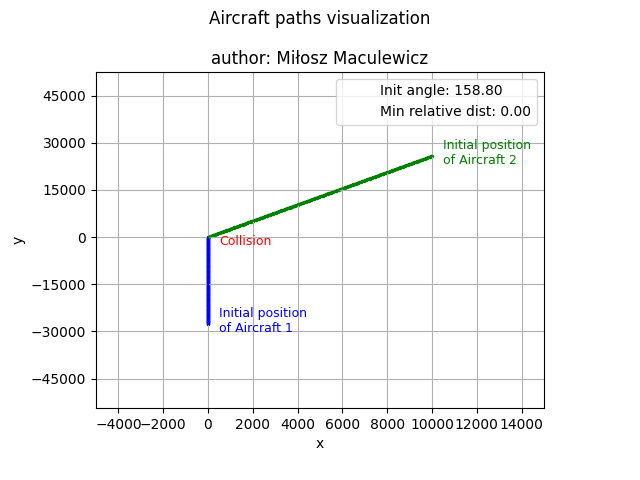 Aircraft paths visualization
author: Miłosz Maculewicz
Init angle: 158.80
Min relative dist: 0.00
45000
30000
15000
0
−15000
−30000
−45000
y
Initial position
of Aircraft 2
Collision
Initial position
of Aircraft 1
−4000 −2000 0 2000 4000 6000 8000 10000 12000 14000
x